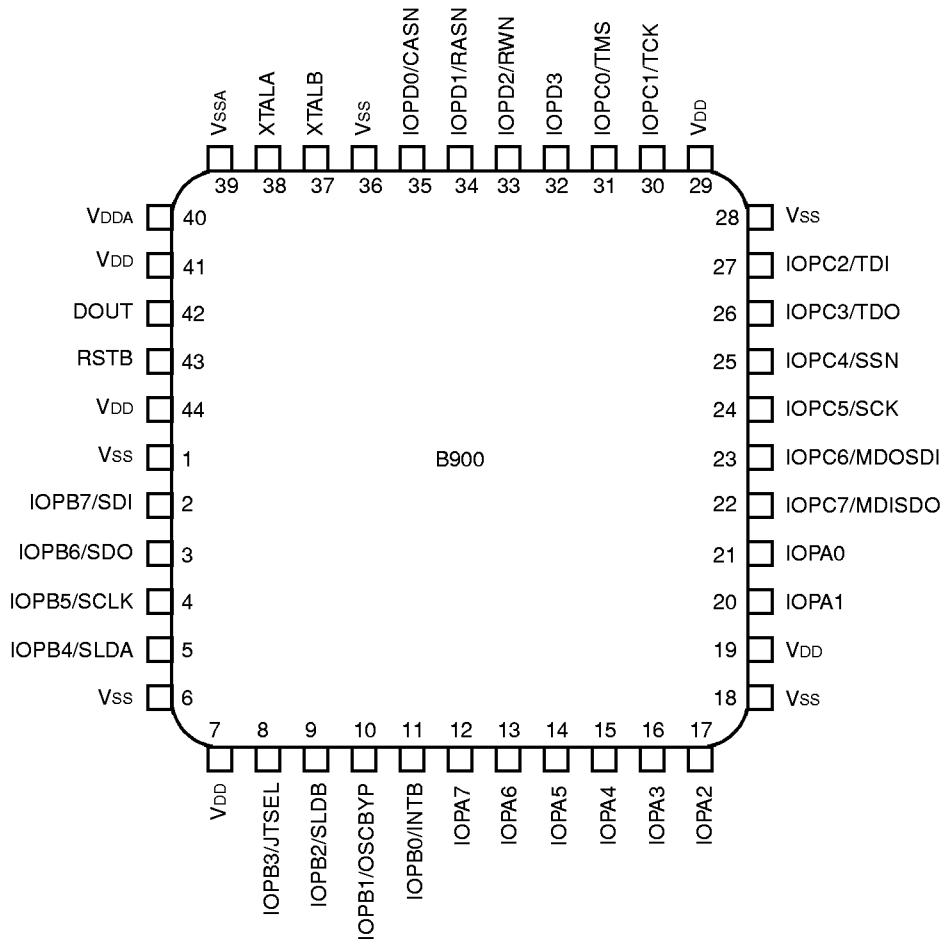 VSSA
XTALA
XTALB
VSS
IOPD0/CASN
IOPD1/RASN
IOPD2/RWN
IOPD3
IOPC0/TMS
IOPC1/TCK
VDD
39
38
37
36
35
34
33
32
31
30
29
VDDA 40
28 VSS
VDD 41
27 IOPC2/TDI
DOUT 42
26 IOPC3/TDO
RSTB 43
25 IOPC4/SSN
VDD 44
24 IOPC5/SCK
VSS 1
B900
23 IOPC6/MDOSDI
IOPB7/SDI 2
22 IOPC7/MDISDO
IOPB6/SDO 3
21 IOPA0
IOPB5/SCLK 4
20 IOPA1
IOPB4/SLDA 5
19 VDD
VSS 6
18 VSS
7
8
9
10
11
12
13
14
15
16
17
VDD
IOPB3/JTSEL
IOPB2/SLDB
IOPB1/OSCBYP
IOPB0/INTB
IOPA7
IOPA6
IOPA5
IOPA4
IOPA3
IOPA2